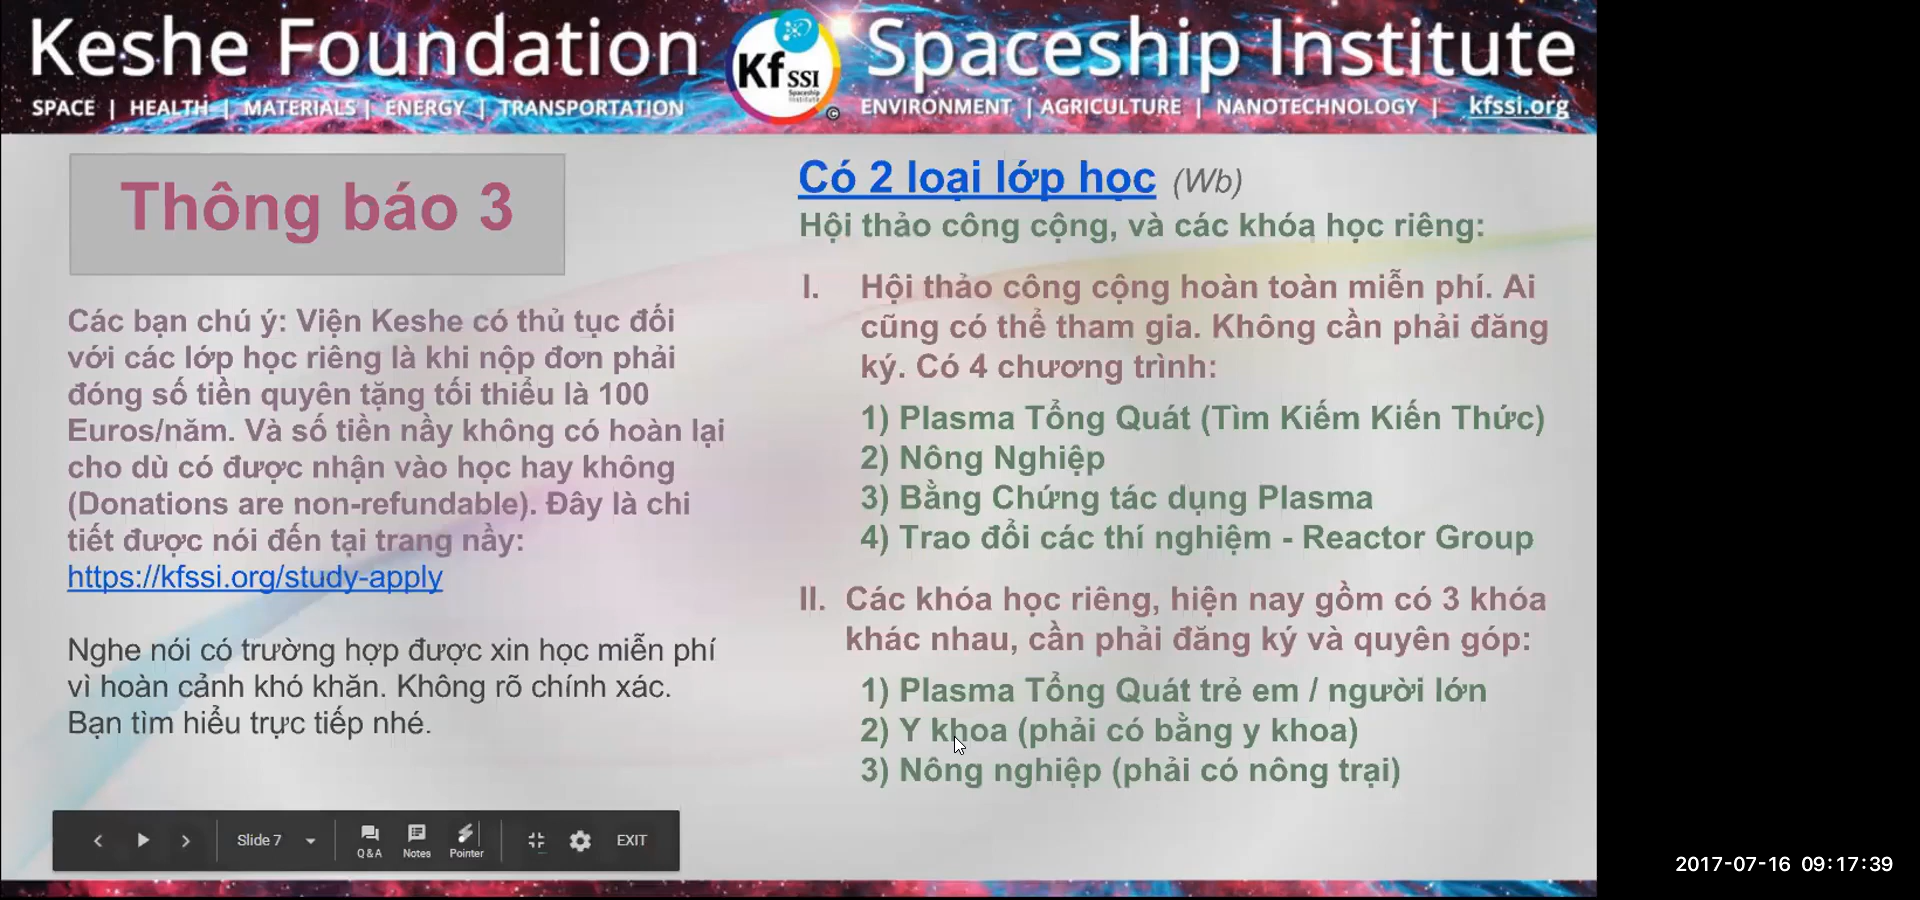 Keshe Foundation
Kf SSI
Spaceship
Institute
©
Spaceship Institute
SPACE | HEALTH | MATERIALS | ENERGY | TRANSPORTATION
ENVIRONMENT | AGRICULTURE | NANOTECHNOLOGY | kfssi.org
Thông báo 3
Các bạn chú ý: Viện Keshe có thủ tục đối
với các lớp học riêng là khi nộp đơn phải
đóng số tiền quyên tặng tối thiểu là 100
Euros/năm. Và số tiền nầy không có hoàn lại
cho dù có được nhận vào học hay không
(Donations are non-refundable). Đây là chi
tiết được nói đến tại trang nầy:
https://kfssi.org/study-apply
Nghe nói có trường hợp được xin học miễn phí
vì hoàn cảnh khó khăn. Không rõ chính xác.
Bạn tìm hiểu trực tiếp nhé.
Có 2 loại lớp học (Wb)
Hội thảo công cộng, và các khóa học riêng:
I. Hội thảo công cộng hoàn toàn miễn phí. Ai
cũng có thể tham gia. Không cần phải đăng
ký. Có 4 chương trình:
1) Plasma Tổng Quát (Tìm Kiếm Kiến Thức)
2) Nông Nghiệp
3) Bằng Chứng tác dụng Plasma
4) Trao đổi các thí nghiệm - Reactor Group
II. Các khóa học riêng, hiện nay gồm có 3 khóa
khác nhau, cần phải đăng ký và quyên góp:
1) Plasma Tổng Quát trẻ em / người lớn
2) Y khoa (phải có bằng y khoa)
3) Nông nghiệp (phải có nông trại)
Slide 7
Q & A
Notes
Pointer
EXIT
2017-07-16 09:17:39